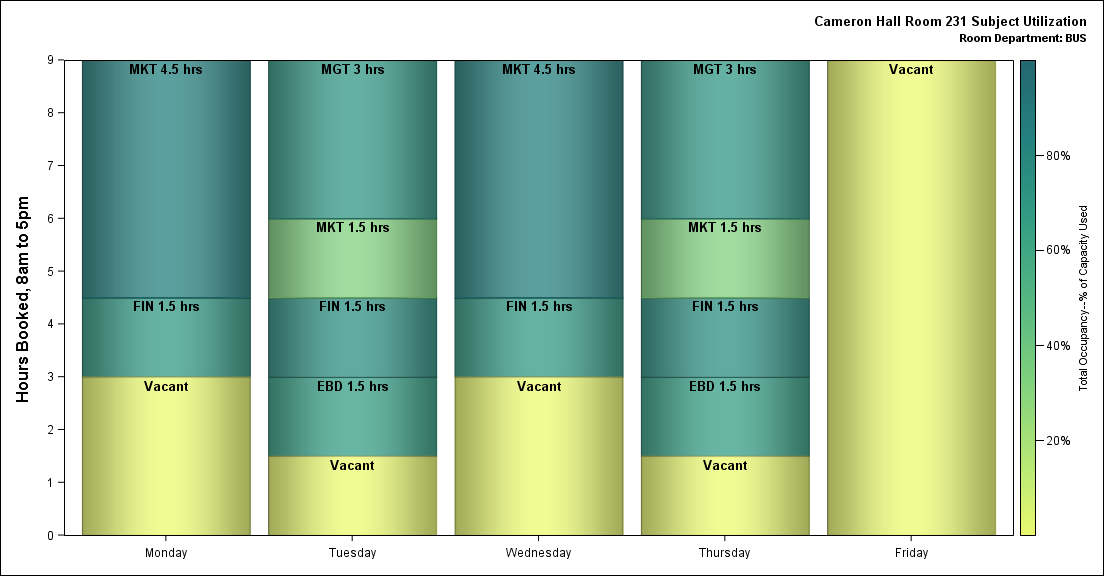 Cameron Hall Room 231 Subject Utilization
Room Department: BUS
Hours Booked, 8am to 5pm
9
8
7
6
5
4
3
2
1
0
MKT 4.5 hrs
FIN 1.5 hrs
Vacant
MGT 3 hrs
MKT 1.5 hrs
FIN 1.5 hrs
EBD 1.5 hrs
Vacant
MKT 4.5 hrs
FIN 1.5 hrs
Vacant
MGT 3 hrs
MKT 1.5 hrs
FIN 1.5 hrs
EBD 1.5 hrs
Vacant
Vacant
Monday
Tuesday
Wednesday
Thursday
Friday
80%
60%
40%
20%
Total Occupancy--% of Capacity Used